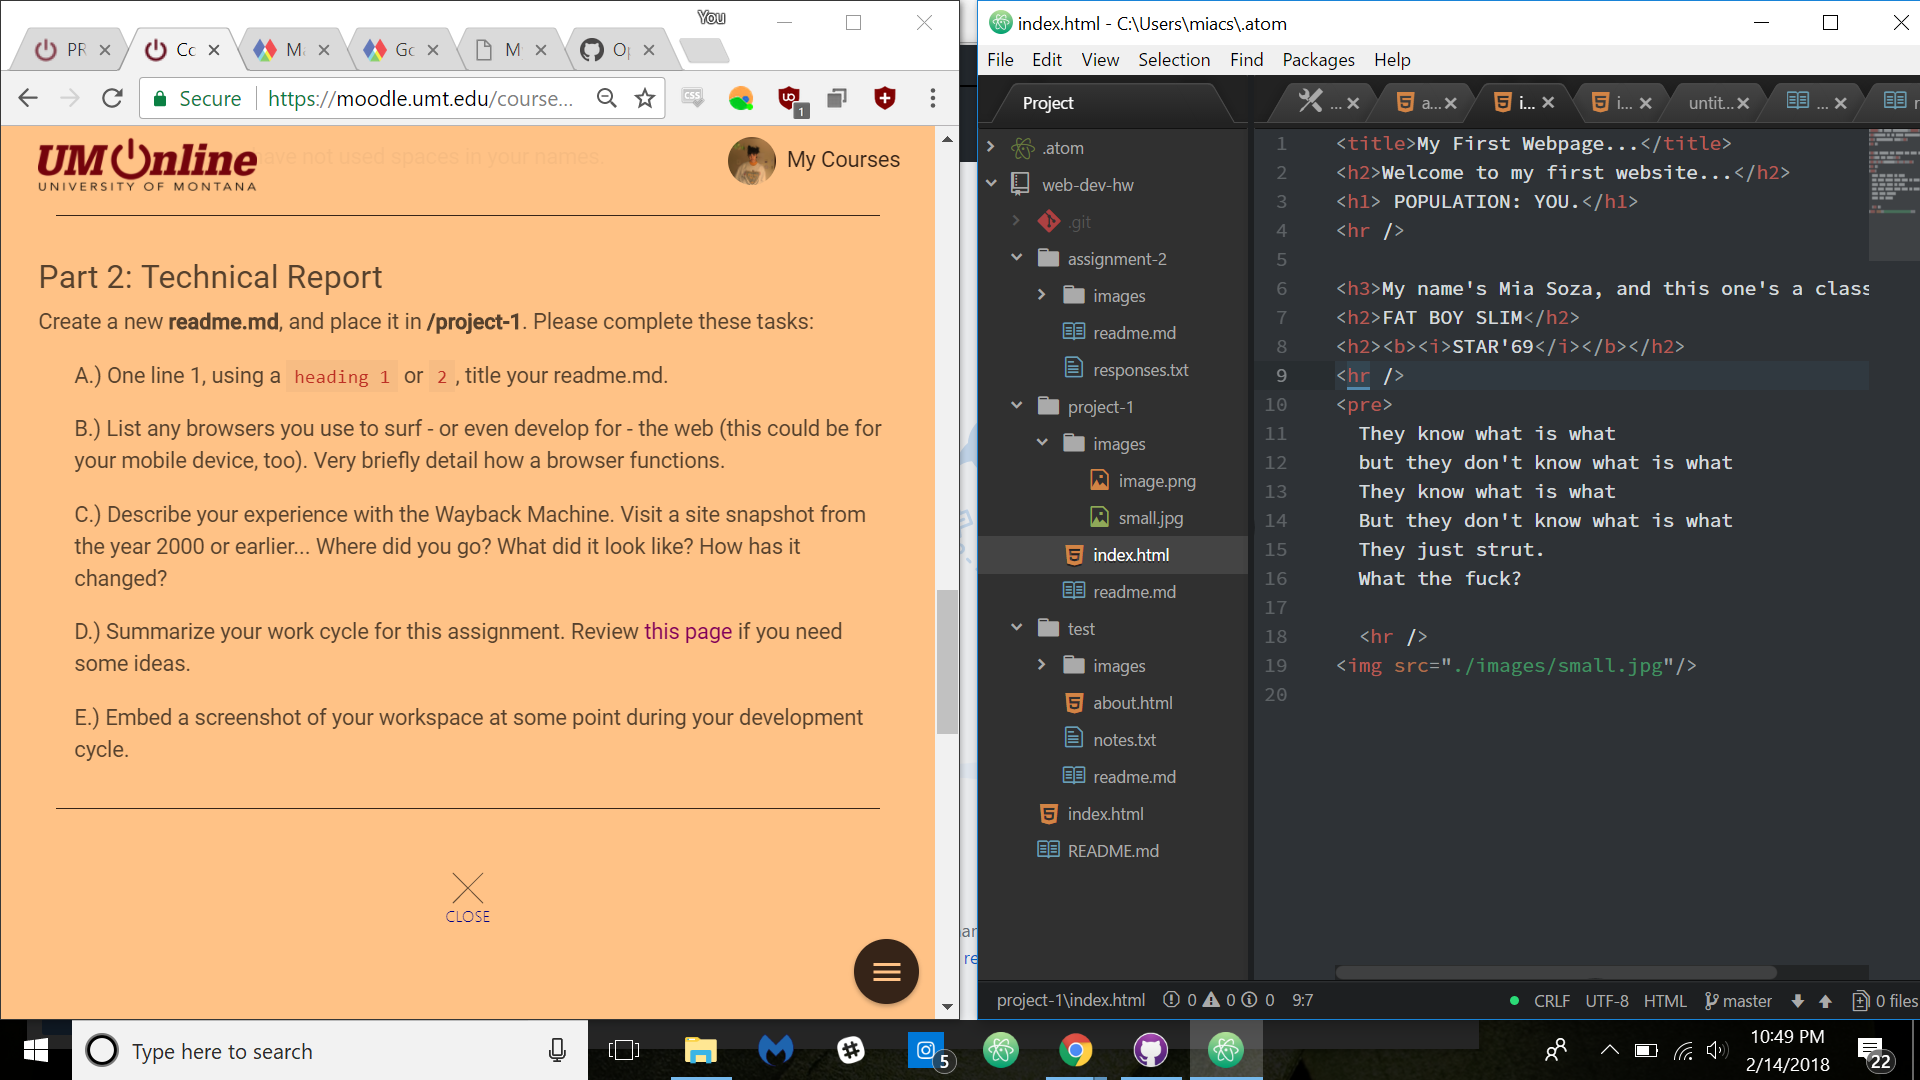 You
PR
Cc
M
Gc
M
O
Secure
https://moodle.umt.edu/course...
CSS
UO
1
UM Online
UNIVERSITY OF MONTANA
have not used spaces in your names.
My Courses
Part 2: Technical Report
Create a new readme.md, and place it in /project-1. Please complete these tasks:
A.) One line 1, using a heading 1 or 2 , title your readme.md.
B.) List any browsers you use to surf - or even develop for - the web (this could be for
your mobile device, too). Very briefly detail how a browser functions.
C.) Describe your experience with the Wayback Machine. Visit a site snapshot from
the year 2000 or earlier... Where did you go? What did it look like? How has it
changed?
D.) Summarize your work cycle for this assignment. Review this page if you need
some ideas.
E.) Embed a screenshot of your workspace at some point during your development
cycle.
CLOSE
ar
re
index.html - C:\Users\miacs\.atom
File Edit View Selection Find Packages Help
Project
.atom
web-dev-hw
.git
assignment-2
images
readme.md
responses.txt
project-1
images
image.png
small.jpg
index.html
readme.md
test
images
about.html
notes.txt
readme.md
index.html
README.md
...
a...
i...
i...
untit...
...
r
1 <title>My First Webpage...</title>
2 <h2>Welcome to my first website...</h2>
3 <h1> POPULATION: YOU.</h1>
4 <hr />
5
6 <h3>My name's Mia Soza, and this one's a class
7 <h2>FAT BOY SLIM</h2>
8 <h2><b><i>STAR'69</i></b></h2>
9 <hr />
10 <pre>
11 They know what is what
12 but they don't know what is what
13 They know what is what
14 But they don't know what is what
15 They just strut.
16 What the fuck?
17
18 <hr />
19 <img src="./images/small.jpg"/>
20
project-1\index.html 0 0 0 9:7
CRLF UTF-8 HTML master 0 files
Type here to search
5
10:49 PM
2/14/2018
22